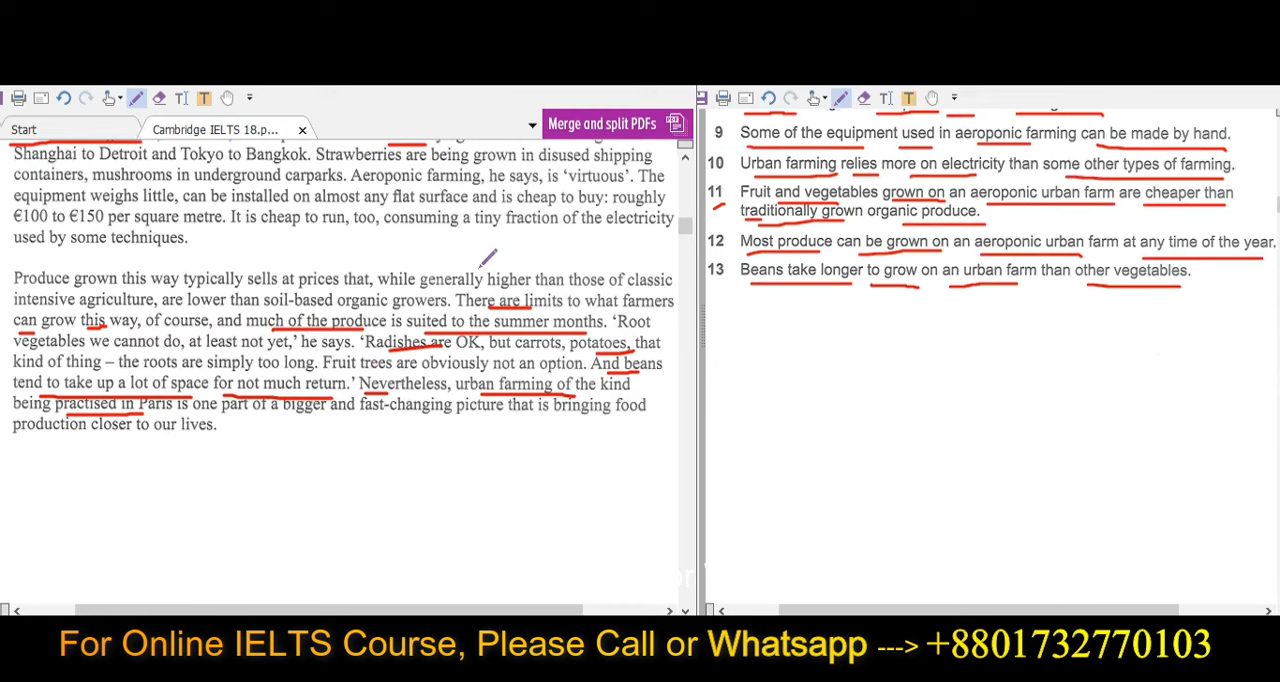 Start
Cambridge IELTS 18.p...
Merge and split PDFs
Shanghai to Detroit and Tokyo to Bangkok. Strawberries are being grown in disused shipping
containers, mushrooms in underground carparks. Aeroponic farming, he says, is ‘virtuous’. The
equipment weighs little, can be installed on almost any flat surface and is cheap to buy: roughly
€100 to €150 per square metre. It is cheap to run, too, consuming a tiny fraction of the electricity
used by some techniques.
Produce grown this way typically sells at prices that, while generally higher than those of classic
intensive agriculture, are lower than soil-based organic growers. There are limits to what farmers
can grow this way, of course, and much of the produce is suited to the summer months. ‘Root
vegetables we cannot do, at least not yet,’ he says. ‘Radishes are OK, but carrots, potatoes, that
kind of thing – the roots are simply too long. Fruit trees are obviously not an option. And beans
tend to take up a lot of space for not much return.’ Nevertheless, urban farming of the kind
being practised in Paris is one part of a bigger and fast-changing picture that is bringing food
production closer to our lives.
9 Some of the equipment used in aeroponic farming can be made by hand.
10 Urban farming relies more on electricity than some other types of farming.
11 Fruit and vegetables grown on an aeroponic urban farm are cheaper than
traditionally grown organic produce.
12 Most produce can be grown on an aeroponic urban farm at any time of the year.
13 Beans take longer to grow on an urban farm than other vegetables.
For Online IELTS Course, Please Call or Whatsapp ---> +8801732770103